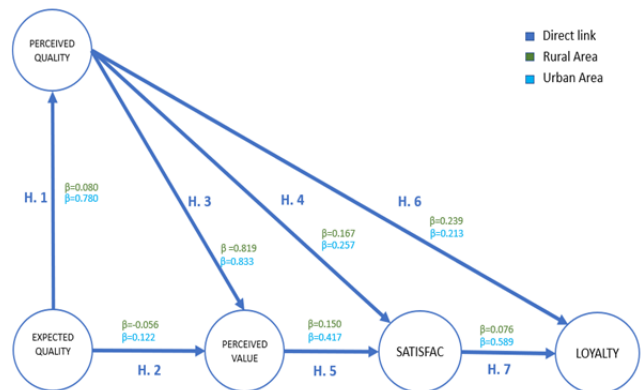 PERCEIVED
QUALITY
Direct link
Rural Area
Urban Area
H. 1
β=0.080
β=0.780
H. 3
H. 4
H. 6
β=0.239
β=0.213
β=0.167
β=0.257
β =0.819
β=0.833
EXPECTED
QUALITY
β=-0.056
β=0.122
H. 2
PERCEIVED
VALUE
β=0.150
β=0.417
H. 5
SATISFAC
β=0.076
β=0.589
H. 7
LOYALTY